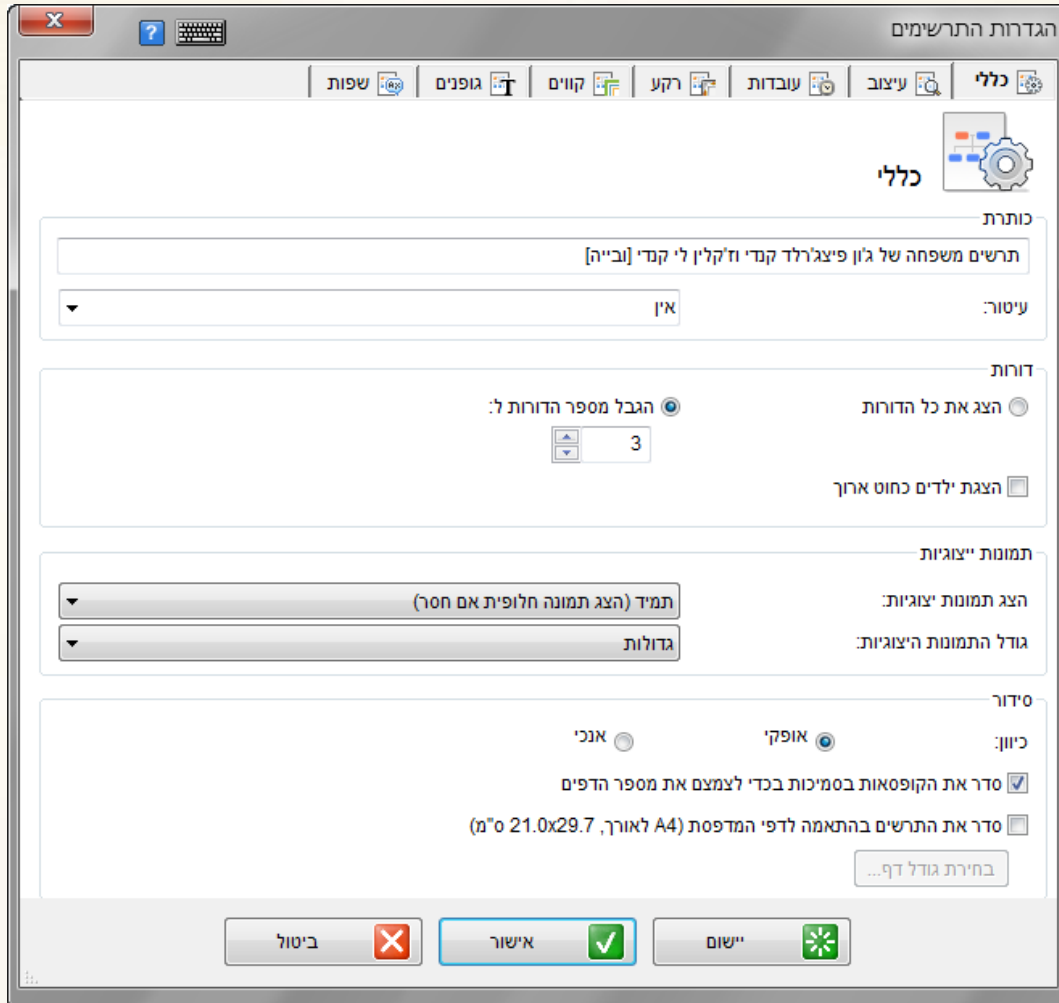 הגדרות התרשימים
כללי עיצוב עובדות רקע קווים גופנים שפות
כללי
כותרת
תרשים משפחה של ג'ון פיצג'רלד קנדי וז'קלין לי קנדי [ובייה]
עיטור: אין
דורות
הצג את כל הדורות הגבל מספר הדורות ל:
3
הצגת ילדים כחוט ארוך
תמונות ייצוגיות
הצג תמונות יצוגיות: תמיד (הצג תמונה חלופית אם חסר)
גודל התמונות היצוגיות: גדולות
סידור
כיוון: אופקי אנכי
סדר את הקופסאות בסמיכות בכדי לצמצם את מספר הדפים
סדר את התרשים בהתאמה לדפי המדפסת (A4 לאורך, 21.0x29.7 ס"מ)
בחירת גודל דף...
יישום אישור ביטול